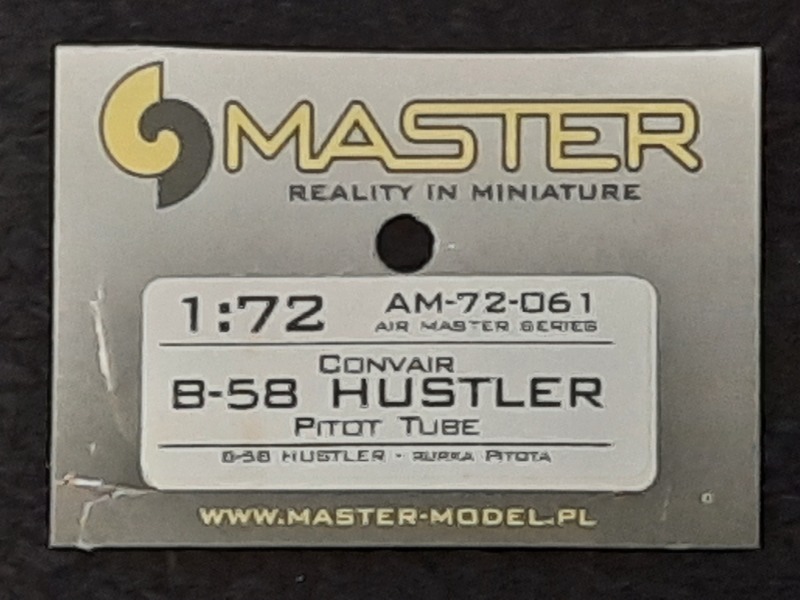 MASTER
REALITY IN MINIATURE
1:72 AM-72-061
AIR MASTER SERIES
CONVAIR
B-58 HUSTLER
PITOT TUBE
B-58 HUSTLER - RURKA PITOTA
WWW.MASTER-MODEL.PL